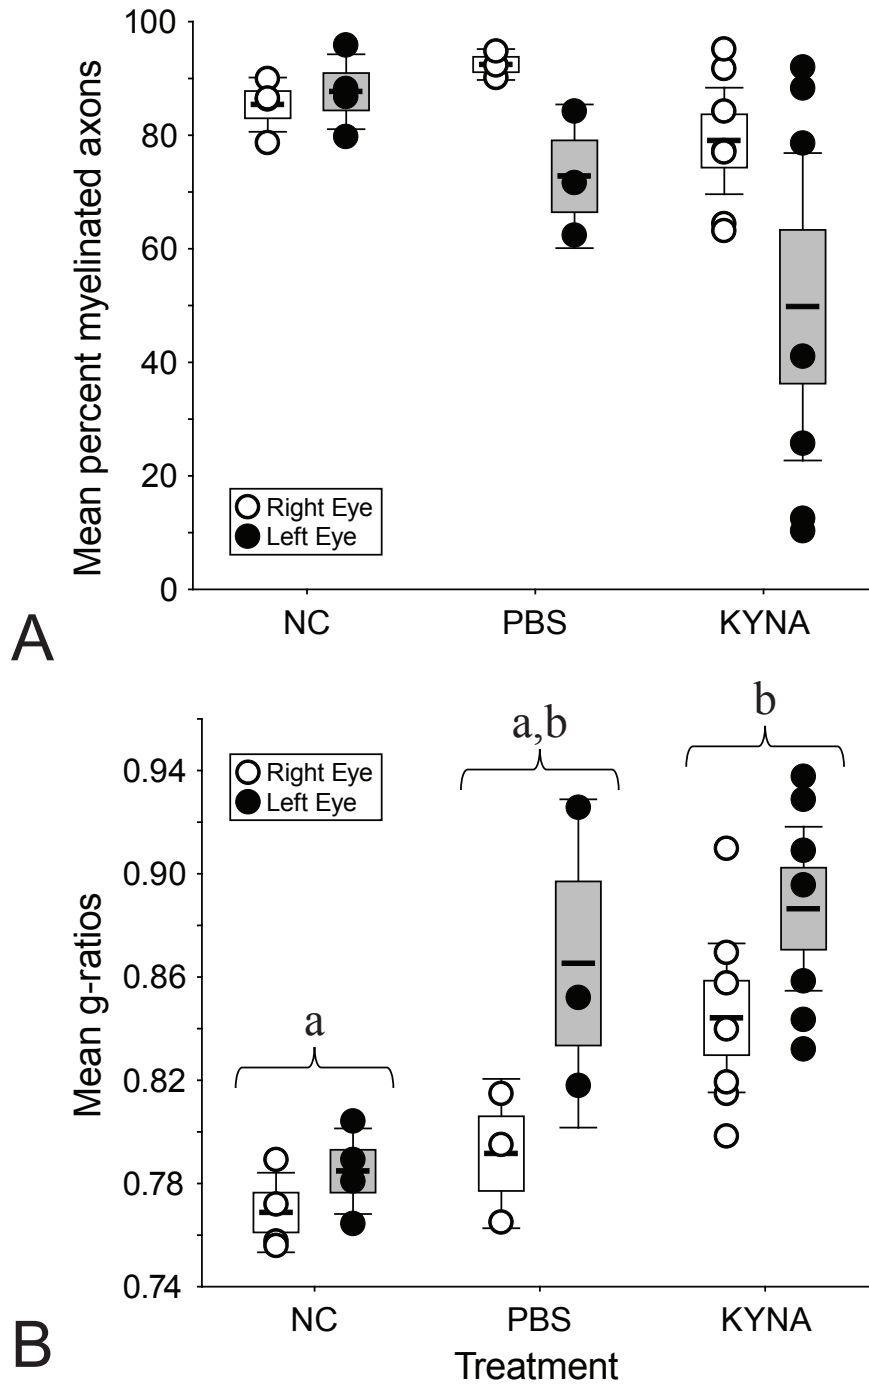 Mean percent myelinated axons
100
80
60
40
20
0
Right Eye
Left Eye
NC PBS KYNA
A
Mean g-ratios
0.94
0.90
0.86
0.82
0.78
0.74
Right Eye
Left Eye
a
a,b
b
NC PBS KYNA
Treatment
B